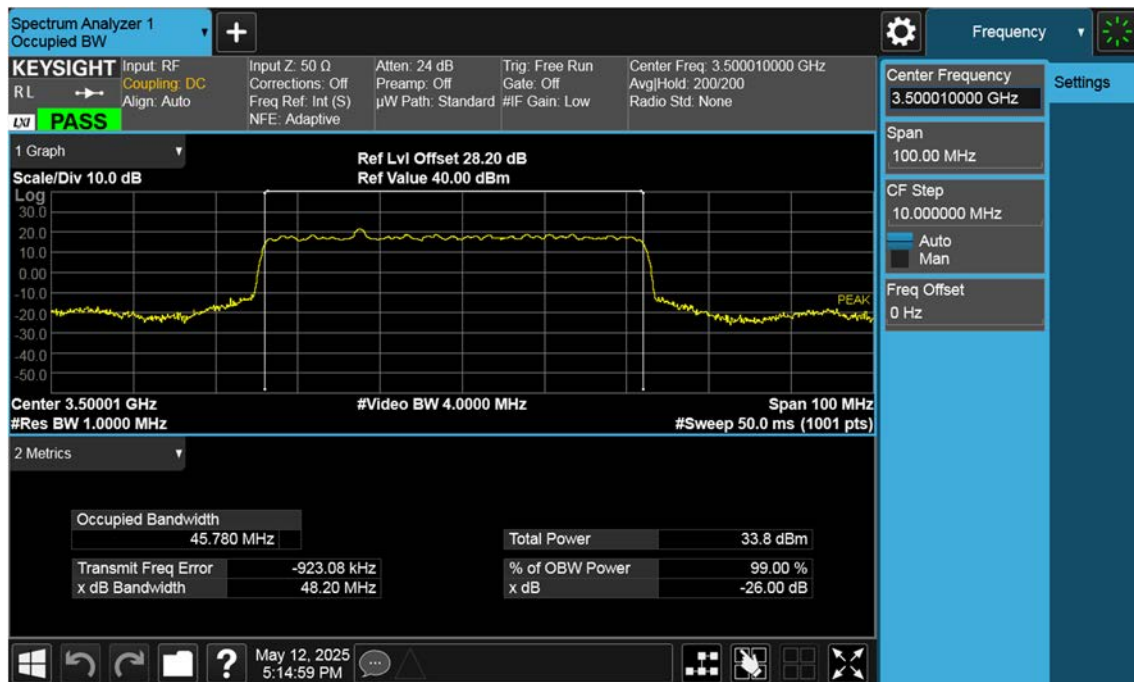 Spectrum Analyzer 1
Occupied BW
Frequency
KEYSIGHT
RL
LXI PASS
Input: RF
Coupling: DC
Align: Auto
Input Z: 50 Ω
Corrections: Off
Freq Ref: Int (S)
NFE: Adaptive
Atten: 24 dB
Preamp: Off
µW Path: Standard
Trig: Free Run
Gate: Off
#IF Gain: Low
Center Freq: 3.500010000 GHz
Avg|Hold: 200/200
Radio Std: None
1 Graph
Scale/Div 10.0 dB
Ref Lvl Offset 28.20 dB
Ref Value 40.00 dBm
Log
30.0
20.0
10.0
0.00
-10.0
-20.0
-30.0
-40.0
-50.0
PEAK
Center 3.50001 GHz
#Video BW 4.0000 MHz
Span 100 MHz
#Res BW 1.0000 MHz
#Sweep 50.0 ms (1001 pts)
2 Metrics
Occupied Bandwidth
45.780 MHz
Total Power 33.8 dBm
Transmit Freq Error -923.08 kHz
% of OBW Power 99.00 %
x dB Bandwidth 48.20 MHz
x dB -26.00 dB
May 12, 2025
5:14:59 PM
?
Center Frequency
3.500010000 GHz
Settings
Span
100.00 MHz
CF Step
10.000000 MHz
Auto
Man
Freq Offset
0 Hz